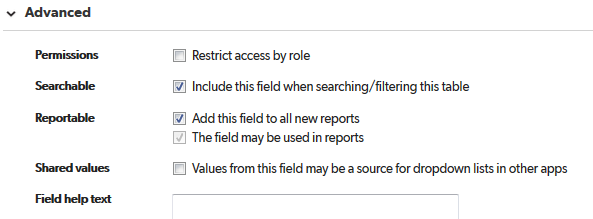 Advanced
Permissions Restrict access by role
Searchable Include this field when searching/filtering this table
Reportable Add this field to all new reports
The field may be used in reports
Shared values Values from this field may be a source for dropdown lists in other apps
Field help text